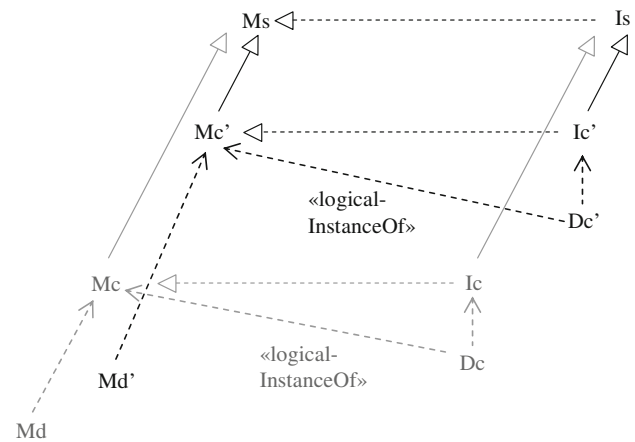 Ms
Is
Mc’
Ic’
«logical-
InstanceOf»
Dc’
Mc
Ic
«logical-
InstanceOf»
Dc
Md’
Md